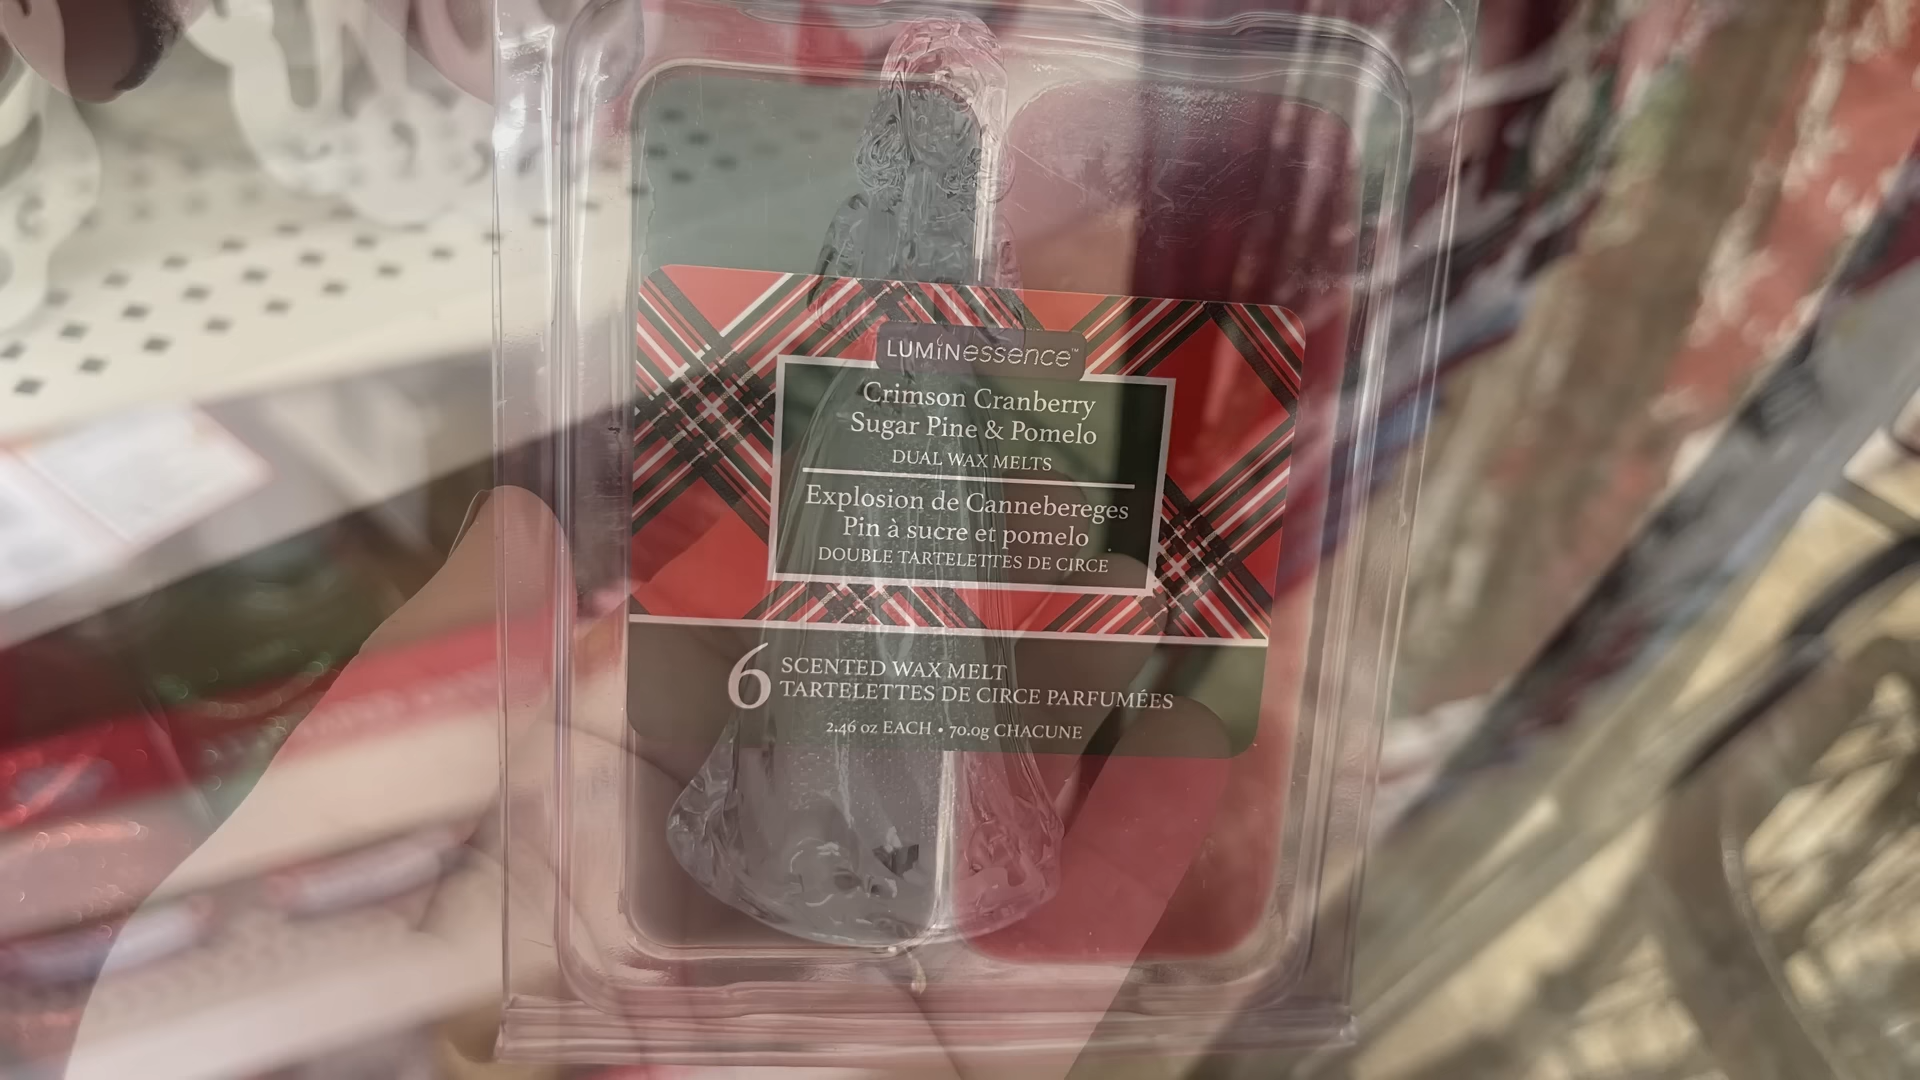 LUMiNessence™
Crimson Cranberry
Sugar Pine & Pomelo
DUAL WAX MELTS
Explosion de Cannebereges
Pin à sucre et pomelo
DOUBLE TARTELETTES DE CIRCE
6 SCENTED WAX MELT
TARTELETTES DE CIRCE PARFUMÉES
2.46 oz EACH • 70.0g CHACUNE